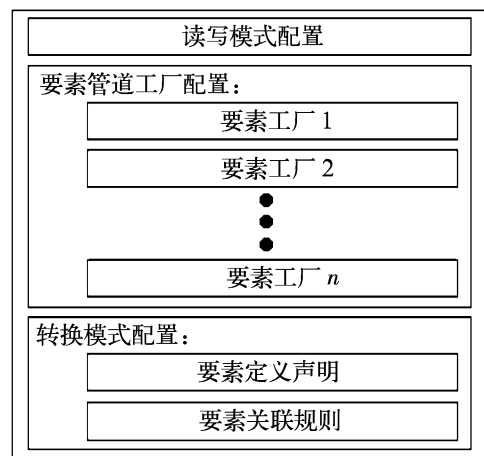 读写模式配置
要素管道工厂配置：
要素工厂 1
要素工厂 2
要素工厂 n
转换模式配置：
要素定义声明
要素关联规则